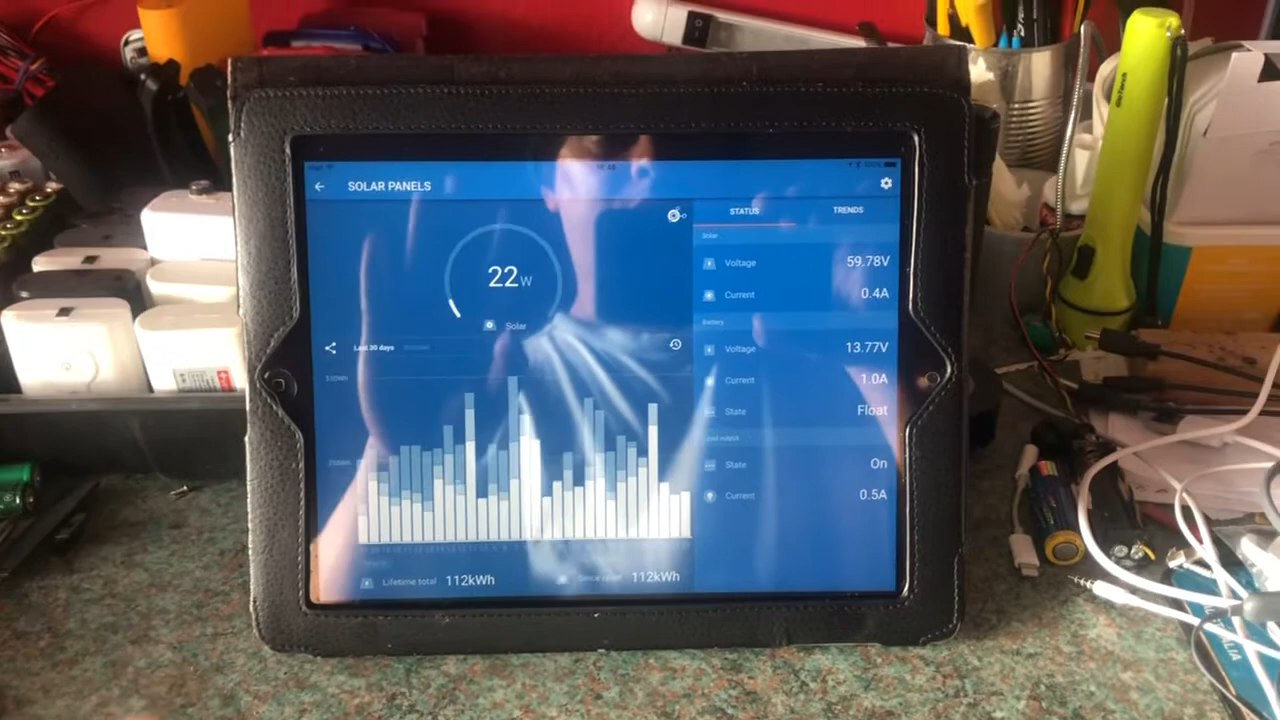 SOLAR PANELS
STATUS
TRENDS
22W
Solar
Last 30 days
Lifetime total 112kWh
112kWh
Solar
Voltage 59.78V
Current 0.4A
Battery
Voltage 13.77V
Current 1.0A
State Float
State On
Current 0.5A